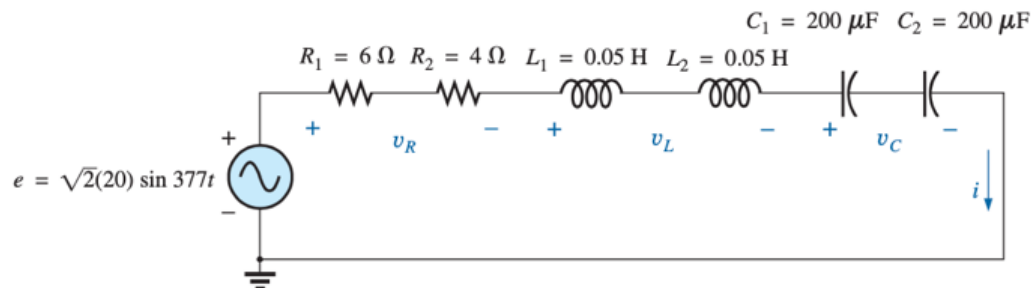 C₁ = 200 μF C₂ = 200 μF
R₁ = 6 Ω R₂ = 4 Ω L₁ = 0.05 H L₂ = 0.05 H
+ v_R − + v_L − + v_C −
+
e = √2(20) sin 377t
−
i